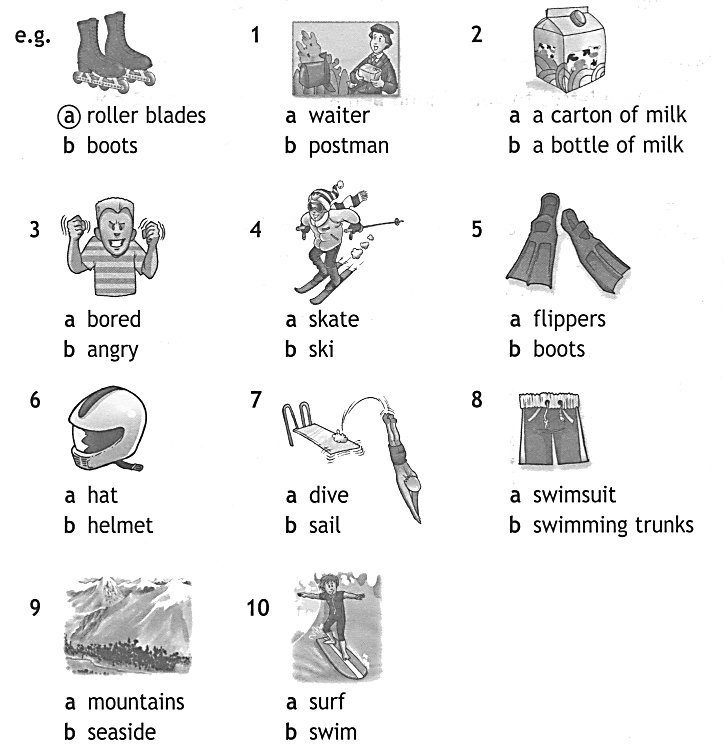 e.g.
a roller blades
b boots
1
a waiter
b postman
2
a a carton of milk
b a bottle of milk
3
a bored
b angry
4
a skate
b ski
5
a flippers
b boots
6
a hat
b helmet
7
a dive
b sail
8
a swimsuit
b swimming trunks
9
a mountains
b seaside
10
a surf
b swim